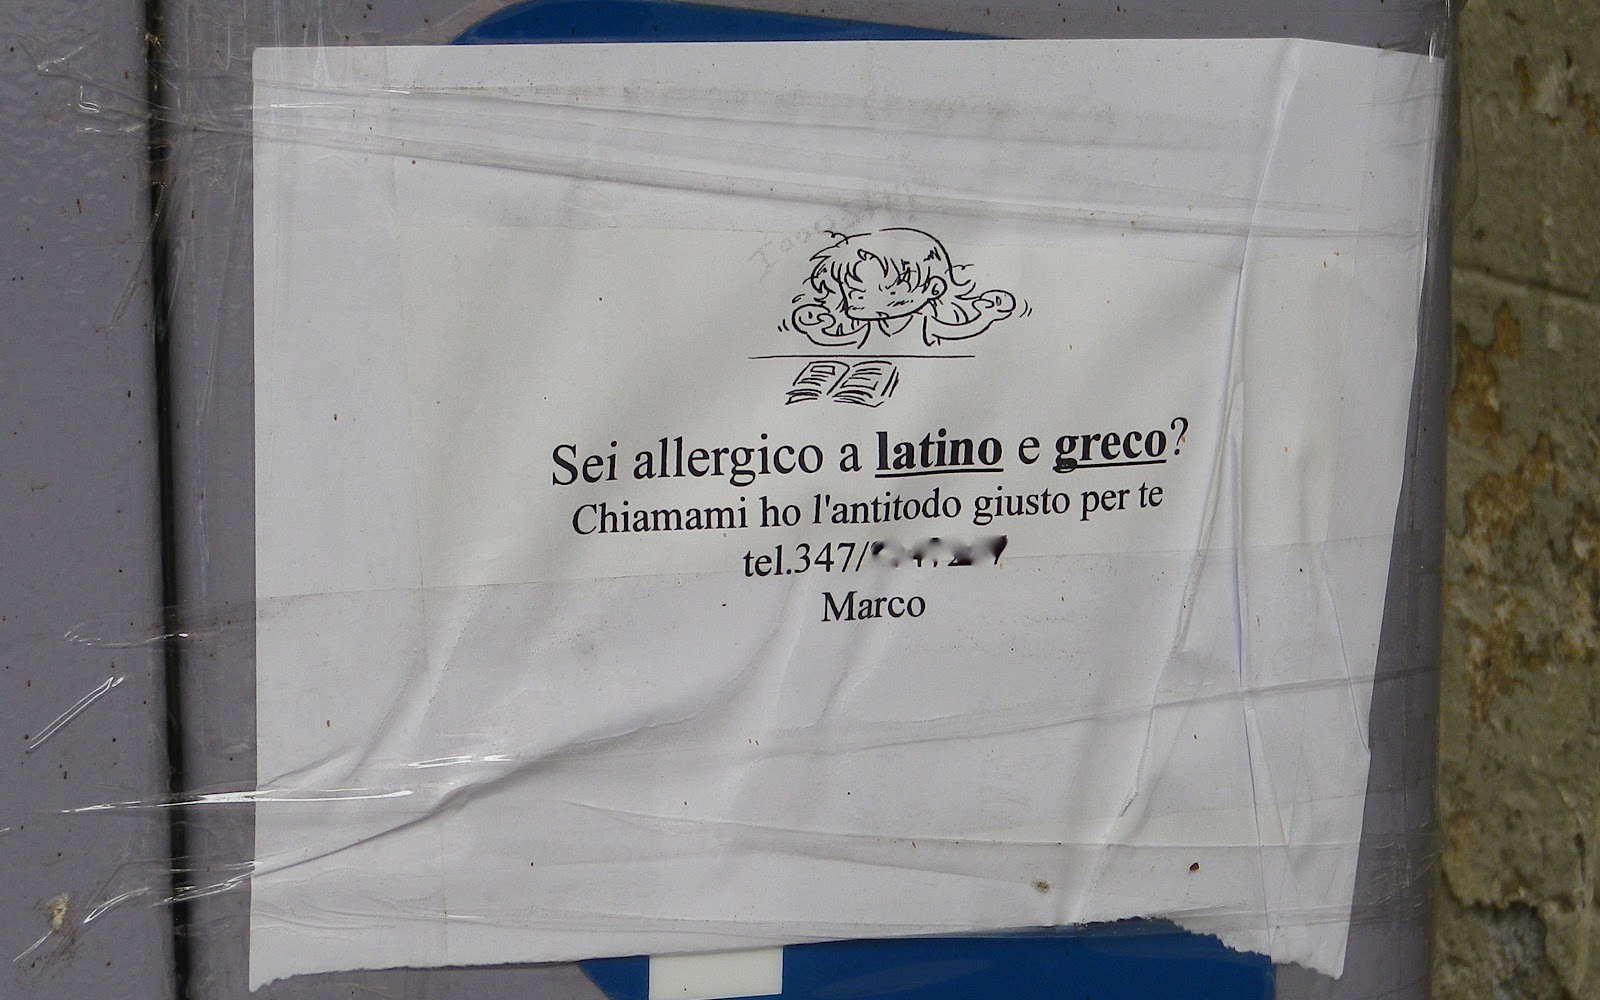 Sei allergico a latino e greco?
Chiamami ho l'antitodo giusto per te
tel.347/
Marco